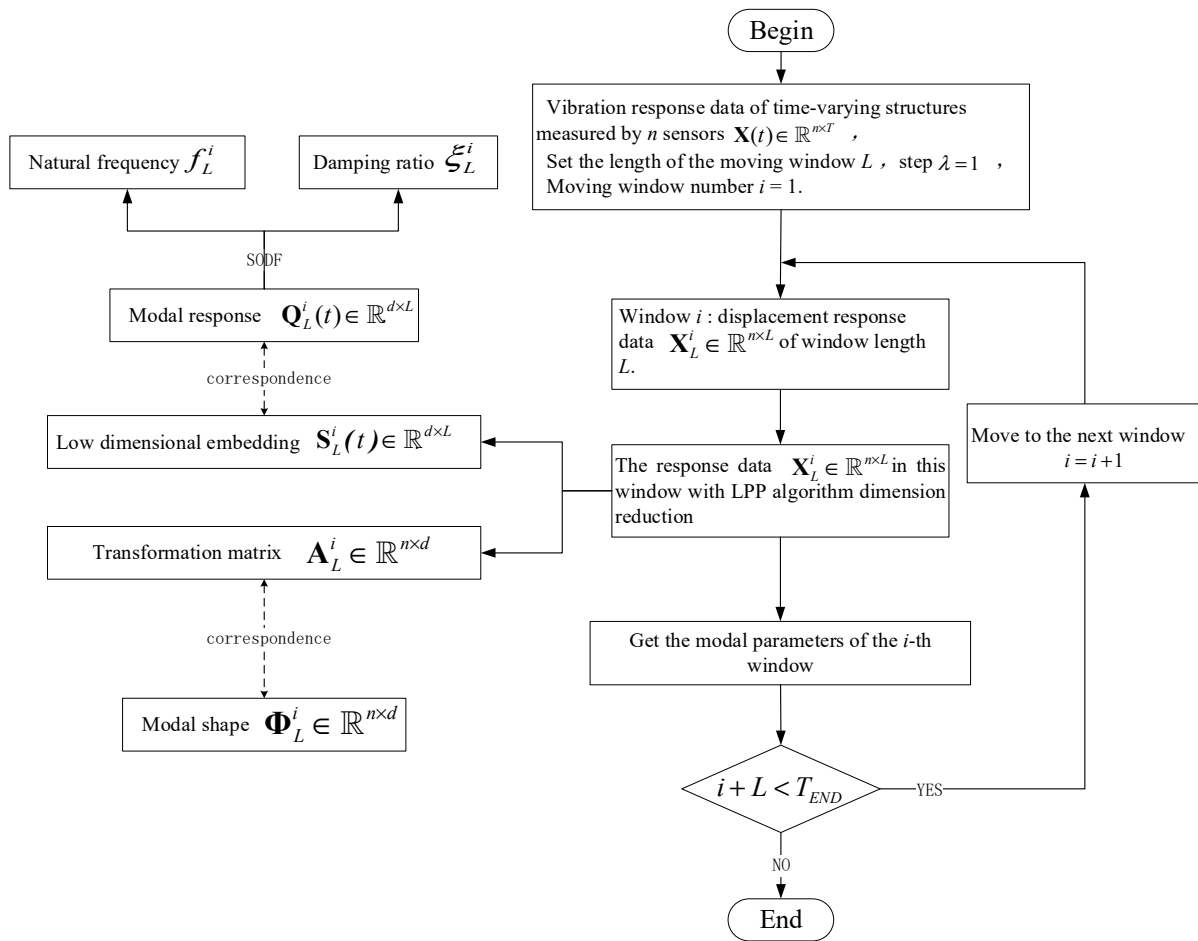 Begin
Vibration response data of time-varying structures
measured by n sensors X(t) ∈ ℝ^{n×T} ,
Set the length of the moving window L , step λ=1 ,
Moving window number i = 1.
Natural frequency f_L^i
Damping ratio ξ_L^i
SODF
Modal response Q_L^i(t) ∈ ℝ^{d×L}
correspondence
Low dimensional embedding S_L^i(t) ∈ ℝ^{d×L}
Transformation matrix A_L^i ∈ ℝ^{n×d}
correspondence
Modal shape Φ_L^i ∈ ℝ^{n×d}
Window i : displacement response
data X_L^i ∈ ℝ^{n×L} of window length
L.
The response data X_L^i ∈ ℝ^{n×L} in this
window with LPP algorithm dimension
reduction
Move to the next window
i = i+1
Get the modal parameters of the i-th
window
i + L < T_{END}
YES
NO
End